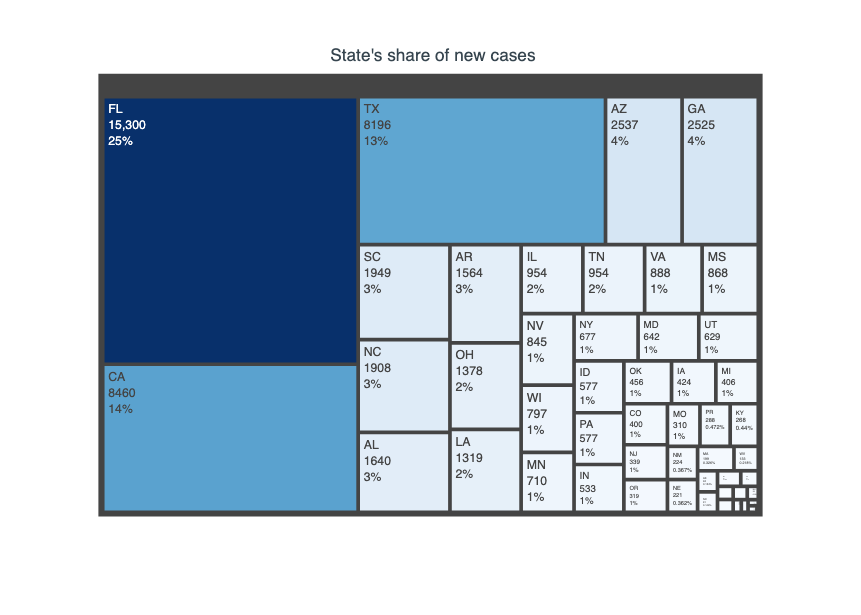 State's share of new cases
FL
15,300
25%
TX
8196
13%
AZ
2537
4%
GA
2525
4%
SC
1949
3%
AR
1564
3%
IL
954
2%
TN
954
2%
VA
888
1%
MS
868
1%
NV
845
1%
NY
677
1%
MD
642
1%
UT
629
1%
NC
1908
3%
OH
1378
2%
CA
8460
14%
ID
577
1%
OK
456
1%
IA
424
1%
MI
406
1%
WI
797
1%
CO
400
1%
MO
310
1%
PR
0.472%
KY
268
0.44%
PA
577
1%
AL
1640
3%
LA
1319
2%
NJ
339
1%
NM
224
0.367%
MN
710
1%
IN
533
1%
OR
319
1%
NE
221
0.362%